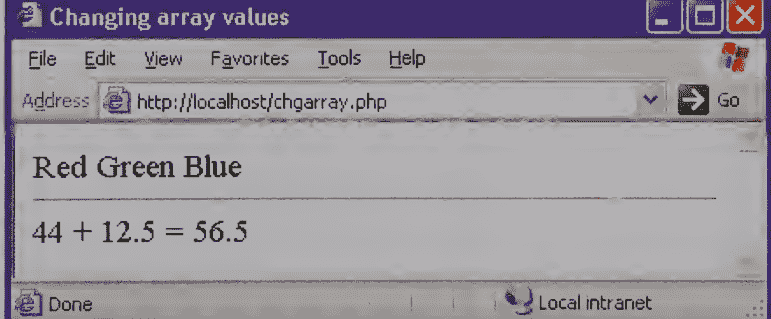 Changing array values
File Edit View Favorites Tools Help
Address http://localhost/chgarray.php Go
Red Green Blue
44 + 12.5 = 56.5
Done Local intranet